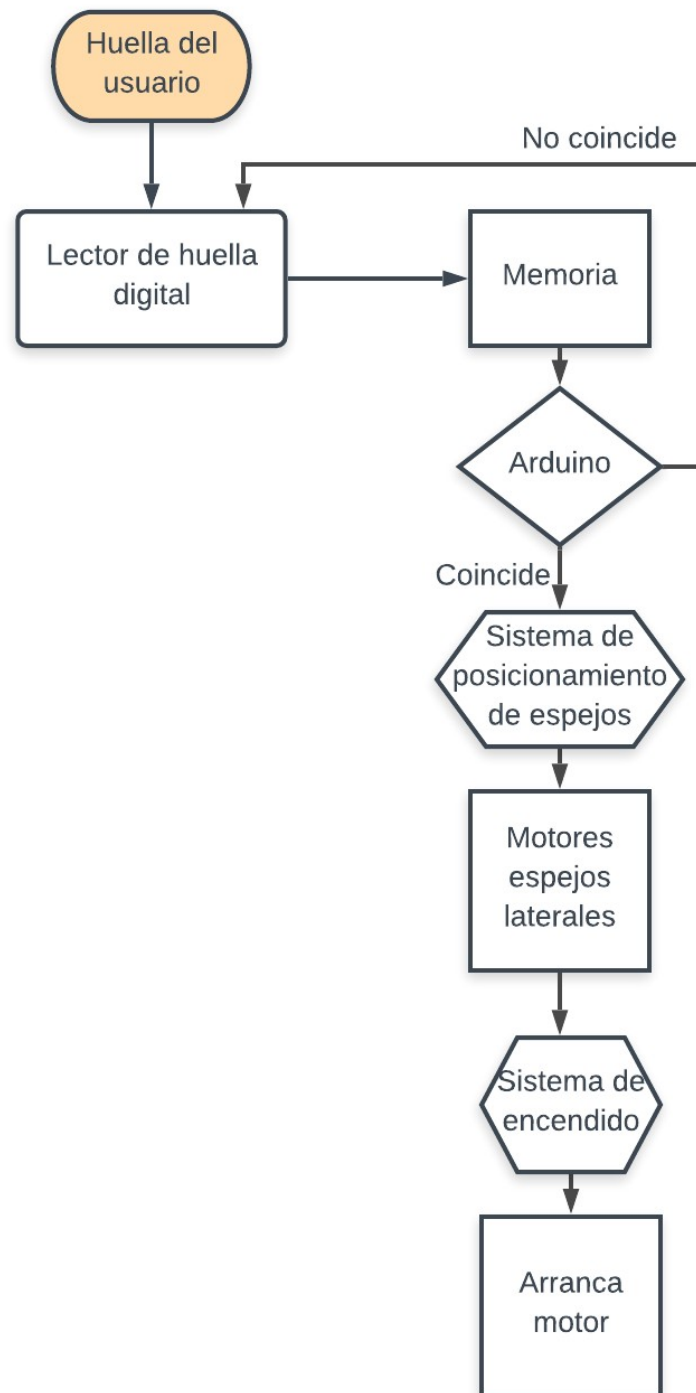 Huella del
usuario
No coincide
Lector de huella
digital
Memoria
Arduino
Coincide
Sistema de
posicionamiento
de espejos
Motores
espejos
laterales
Sistema de
encendido
Arranca
motor